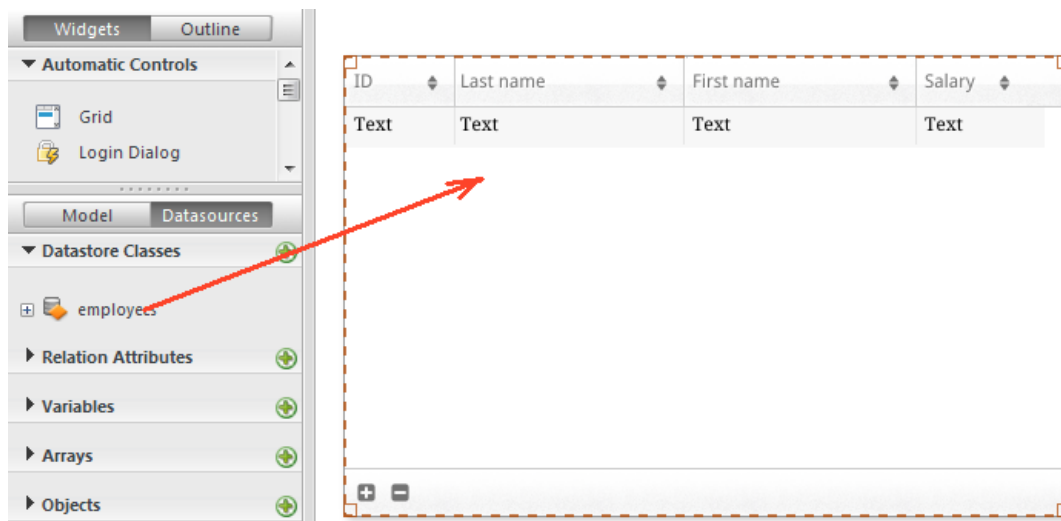 Widgets Outline
Automatic Controls
Grid
Login Dialog
Model Datasources
Datastore Classes
employees
Relation Attributes
Variables
Arrays
Objects
ID Last name First name Salary
Text Text Text Text